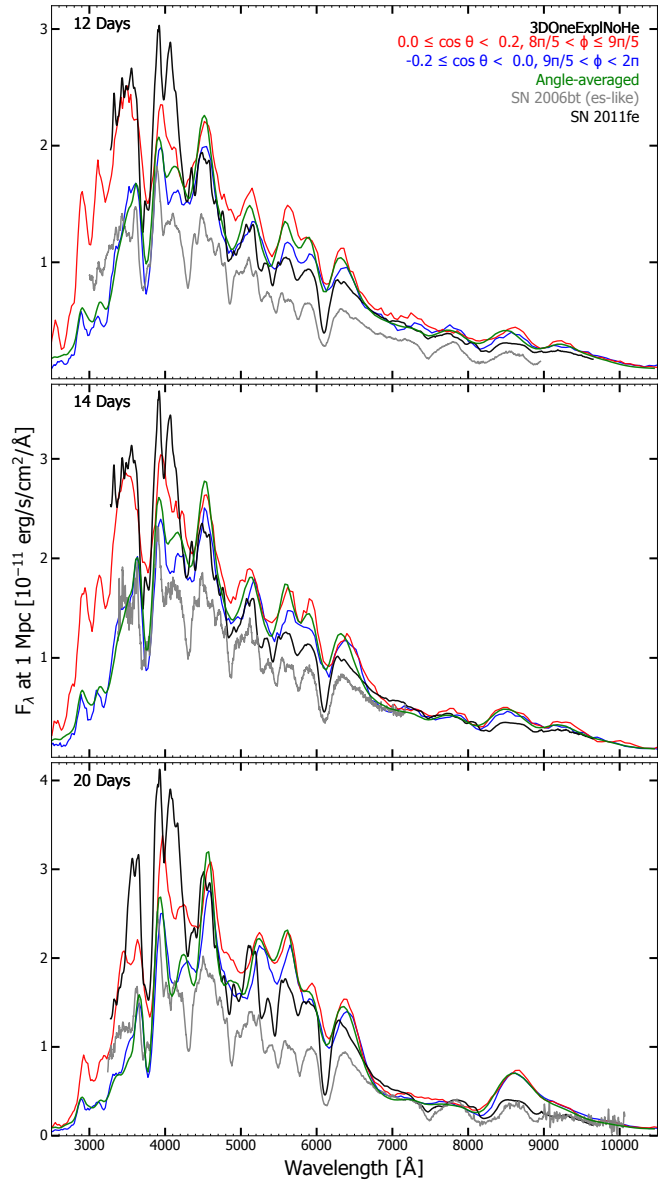 12 Days
3DOneExplNoHe
0.0 ≤ cos θ < 0.2, 8π/5 < ϕ ≤ 9π/5
-0.2 ≤ cos θ < 0.0, 9π/5 < ϕ < 2π
Angle-averaged
SN 2006bt (es-like)
SN 2011fe
3
2
1
14 Days
3
2
1
F_λ at 1 Mpc [10⁻¹¹ erg/s/cm²/Å]
20 Days
4
3
2
1
0
3000 4000 5000 6000 7000 8000 9000 10000
Wavelength [Å]